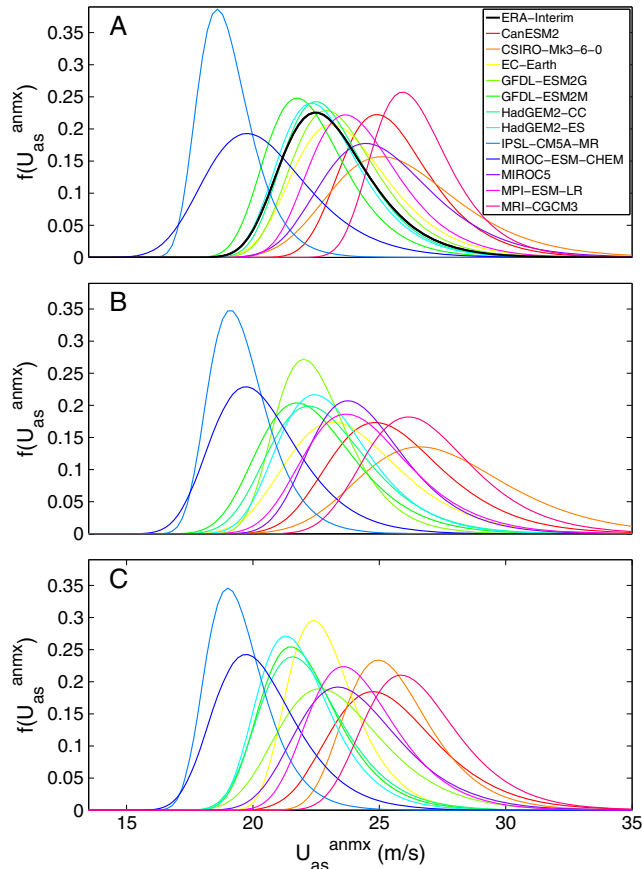 A
ERA−Interim
CanESM2
CSIRO−Mk3−6−0
EC−Earth
GFDL−ESM2G
GFDL−ESM2M
HadGEM2−CC
HadGEM2−ES
IPSL−CM5A−MR
MIROC−ESM−CHEM
MIROC5
MPI−ESM−LR
MRI−CGCM3
0.35
0.3
0.25
0.2
0.15
0.1
0.05
0
f(U_as^anmx)
B
0.35
0.3
0.25
0.2
0.15
0.1
0.05
0
f(U_as^anmx)
C
0.35
0.3
0.25
0.2
0.15
0.1
0.05
0
f(U_as^anmx)
15 20 25 30 35
U_as^anmx (m/s)